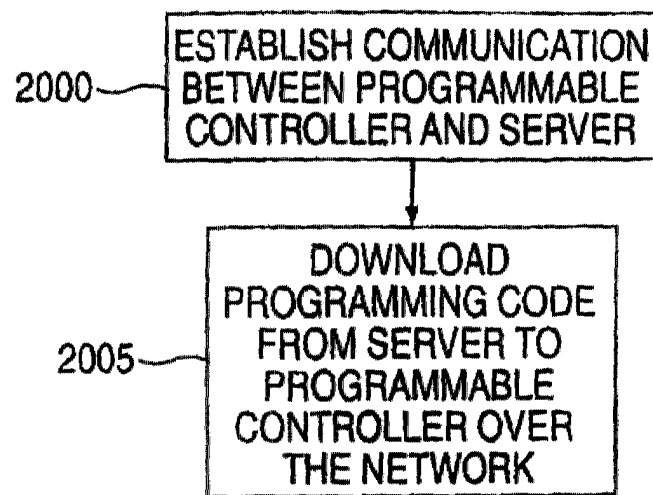 2000
ESTABLISH COMMUNICATION
BETWEEN PROGRAMMABLE
CONTROLLER AND SERVER
2005
DOWNLOAD
PROGRAMMING CODE
FROM SERVER TO
PROGRAMMABLE
CONTROLLER OVER
THE NETWORK